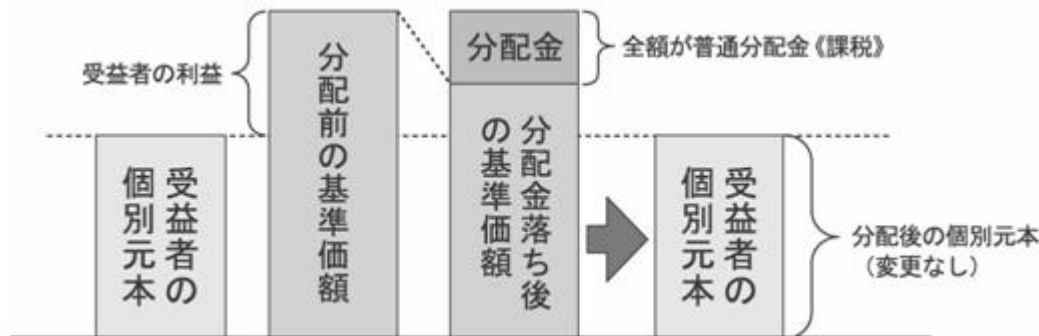 受益者の利益
分配前の基準価額
分配金
全額が普通分配金《課税》
受益者の
個別元本
分配金落ち後
の基準価額
受益者の
個別元本
分配後の個別元本
（変更なし）